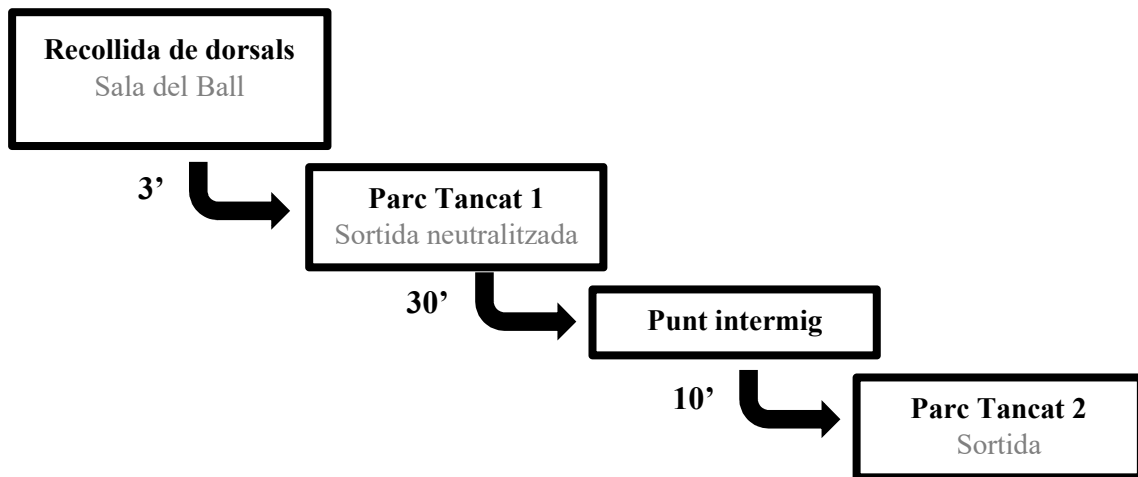 Recollida de dorsals
Sala del Ball
3’
Parc Tancat 1
Sortida neutralitzada
30’
Punt intermig
10’
Parc Tancat 2
Sortida